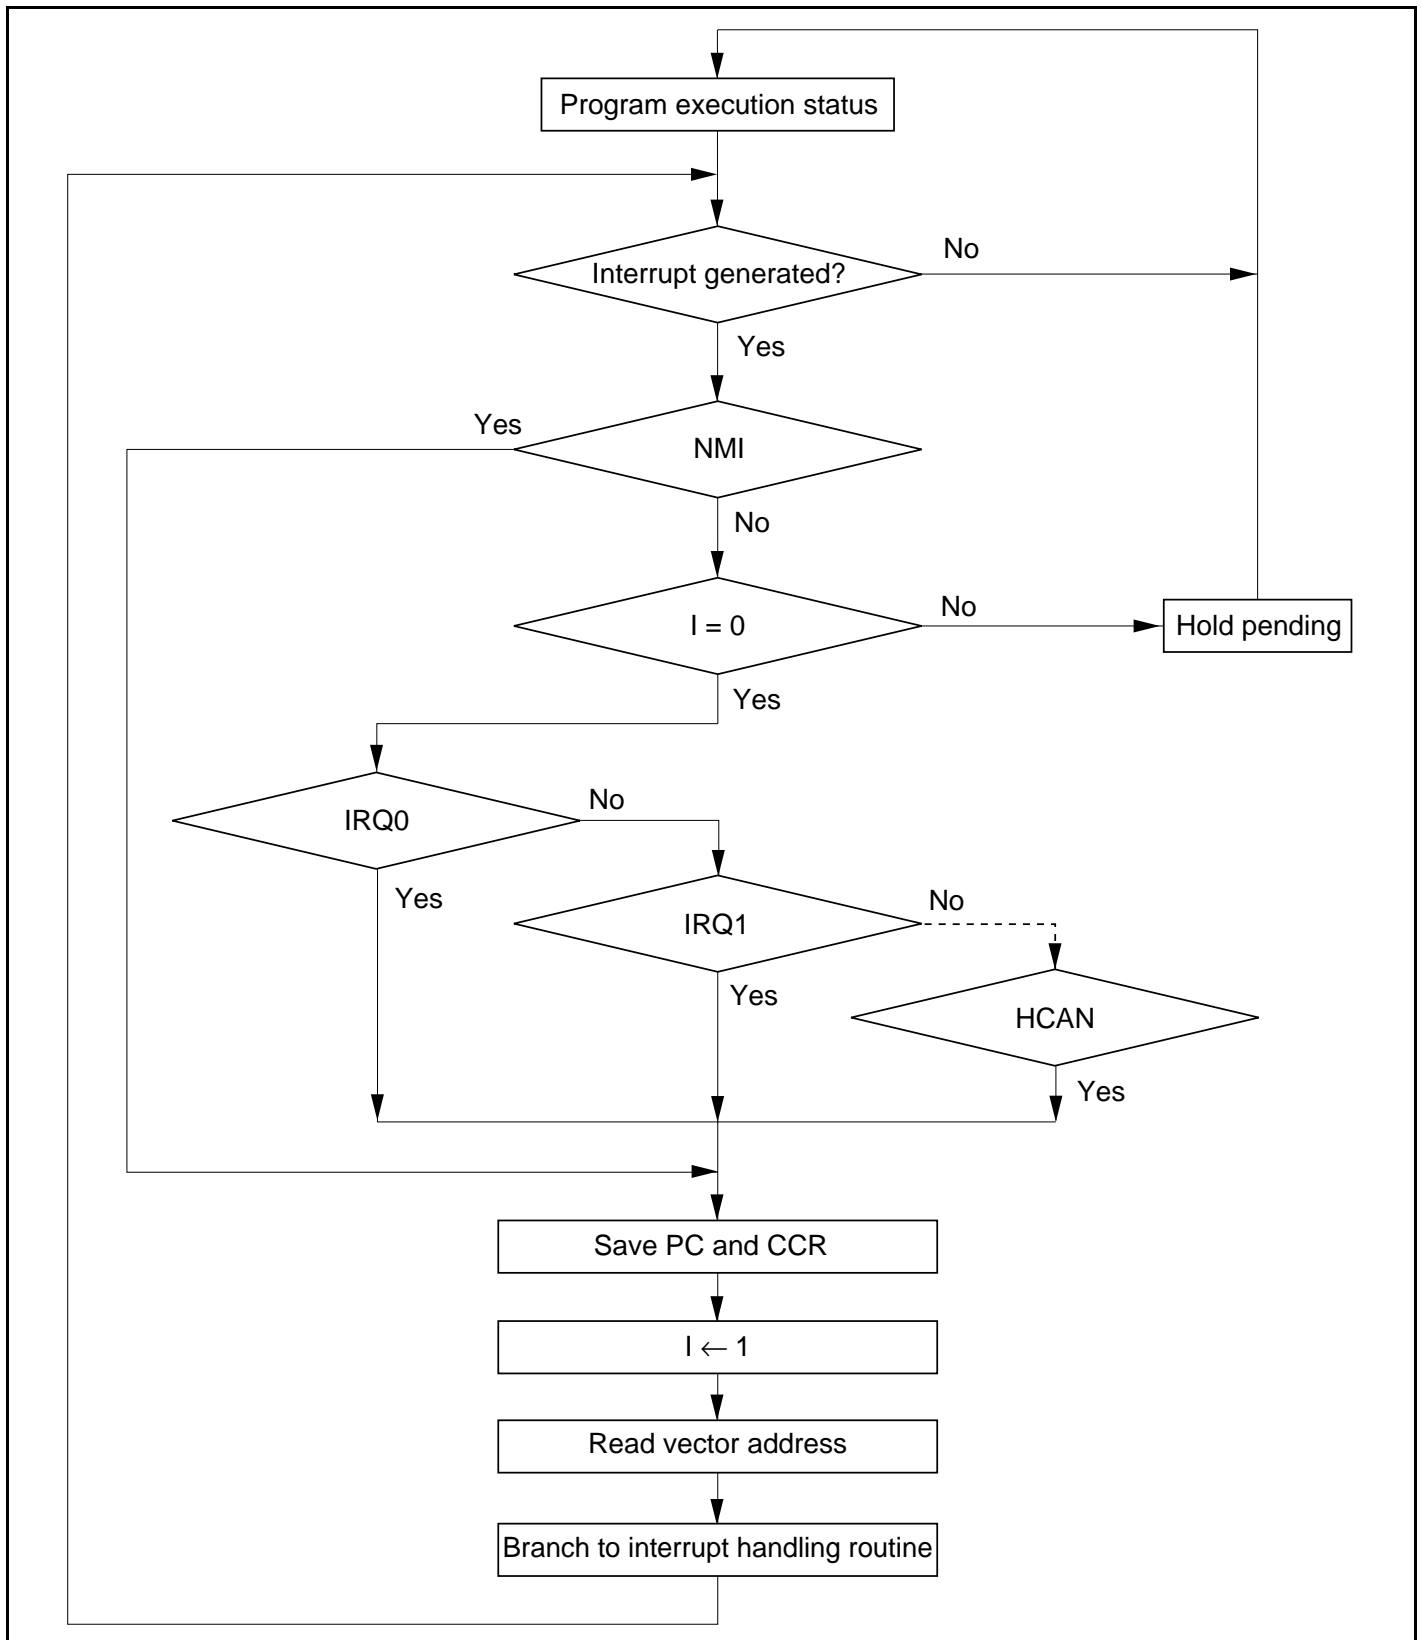 Program execution status
Interrupt generated?
No
Yes
Yes
NMI
No
I = 0
No
Hold pending
Yes
IRQ0
No
Yes
IRQ1
No
Yes
HCAN
Yes
Save PC and CCR
I ← 1
Read vector address
Branch to interrupt handling routine